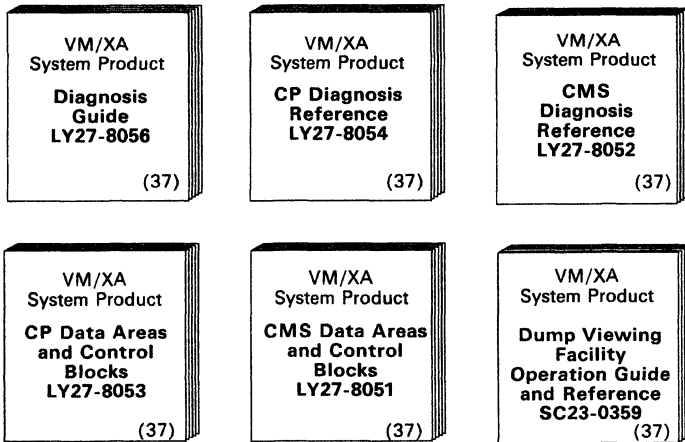 VM/XA
System Product
Diagnosis
Guide
LY27-8056
(37)
VM/XA
System Product
CP Diagnosis
Reference
LY27-8054
(37)
VM/XA
System Product
CMS
Diagnosis
Reference
LY27-8052
(37)
VM/XA
System Product
CP Data Areas
and Control
Blocks
LY27-8053
(37)
VM/XA
System Product
CMS Data Areas
and Control
Blocks
LY27-8051
(37)
VM/XA
System Product
Dump Viewing
Facility
Operation Guide
and Reference
SC23-0359
(37)